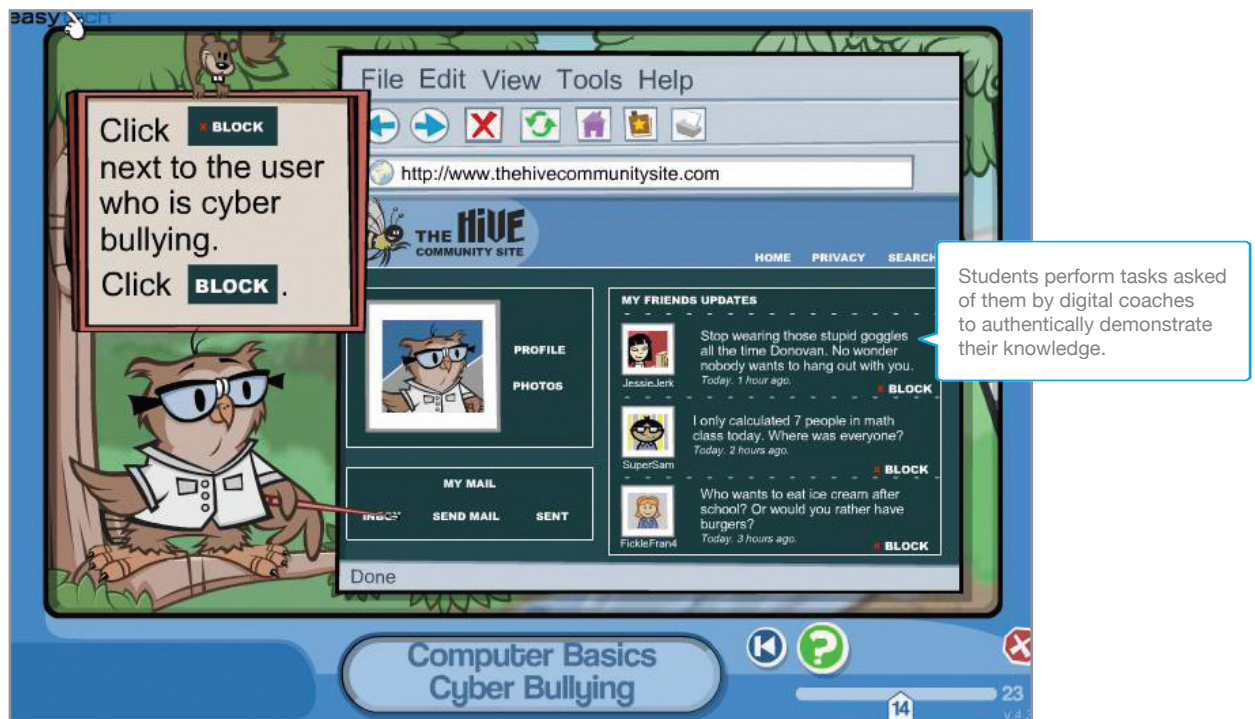 easytech
Click x BLOCK
next to the user
who is cyber
bullying.
Click BLOCK .
File Edit View Tools Help
http://www.thehivecommunitysite.com
THE HIVE
COMMUNITY SITE
HOME PRIVACY SEARCH
PROFILE
PHOTOS
MY MAIL
INBOX SEND MAIL SENT
MY FRIENDS UPDATES
Stop wearing those stupid goggles
all the time Donovan. No wonder
nobody wants to hang out with you.
Today. 1 hour ago.
JessieJerk
x BLOCK
I only calculated 7 people in math
class today. Where was everyone?
Today. 2 hours ago.
SuperSam
x BLOCK
Who wants to eat ice cream after
school? Or would you rather have
burgers?
Today. 3 hours ago.
FickleFran4
x BLOCK
Done
Students perform tasks asked
of them by digital coaches
to authentically demonstrate
their knowledge.
Computer Basics
Cyber Bullying
?
14
23